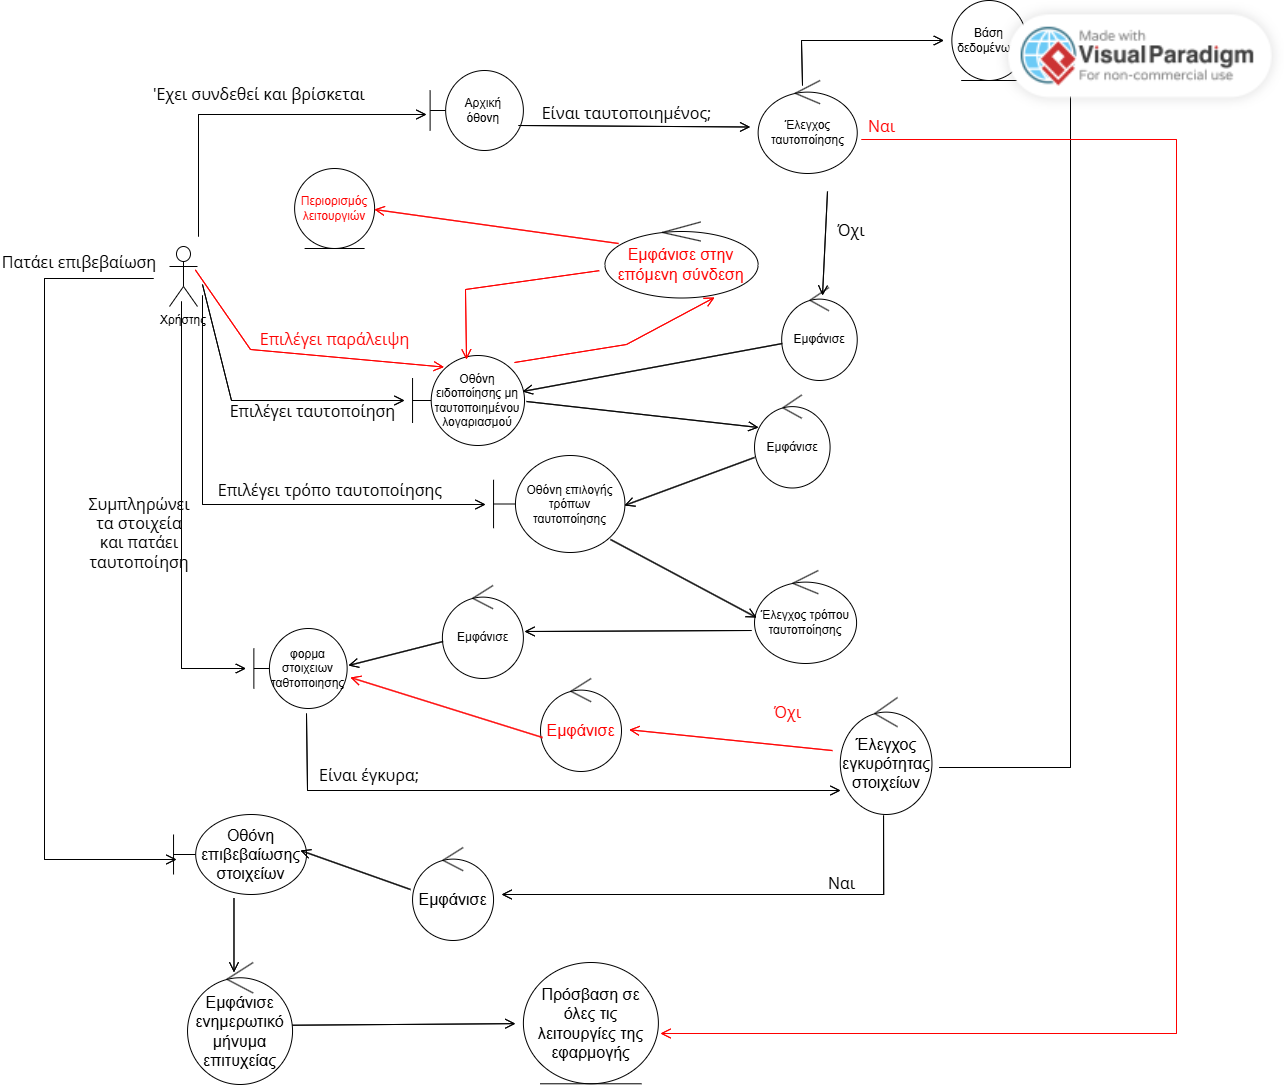 Βάση
Made with
VisualParadigm
For non-commercial use
'Εχει συνδεθεί και βρίσκεται
Αρχική
όθονη
Είναι ταυτοποιημένος;
Έλεγχος
ταυτοποίησης
Ναι
Περιορισμός
λειτουργιών
Όχι
Εμφάνισε στην
επόμενη σύνδεση
Πατάει επιβεβαίωση
Χρήστης
Επιλέγει παράλειψη
Εμφάνισε
Οθόνη
ειδοποίησης μη
ταυτοποιημένου
λογαριασμού
Επιλέγει ταυτοποίηση
Εμφάνισε
Επιλέγει τρόπο ταυτοποίησης
Οθόνη επιλογής
τρόπων
ταυτοποίησης
Συμπληρώνει
τα στοιχεία
και πατάει
ταυτοποίηση
Έλεγχος τρόπου
ταυτοποίησης
Εμφάνισε
φορμα
στοιχειων
ταθτοποιησης
Όχι
Εμφάνισε
Έλεγχος
εγκυρότητας
στοιχείων
Είναι έγκυρα;
Οθόνη
επιβεβαίωσης
στοιχείων
Ναι
Εμφάνισε
Εμφάνισε
ενημερωτικό
μήνυμα
επιτυχείας
Πρόσβαση σε
όλες τις
λειτουργίες της
εφαρμογής